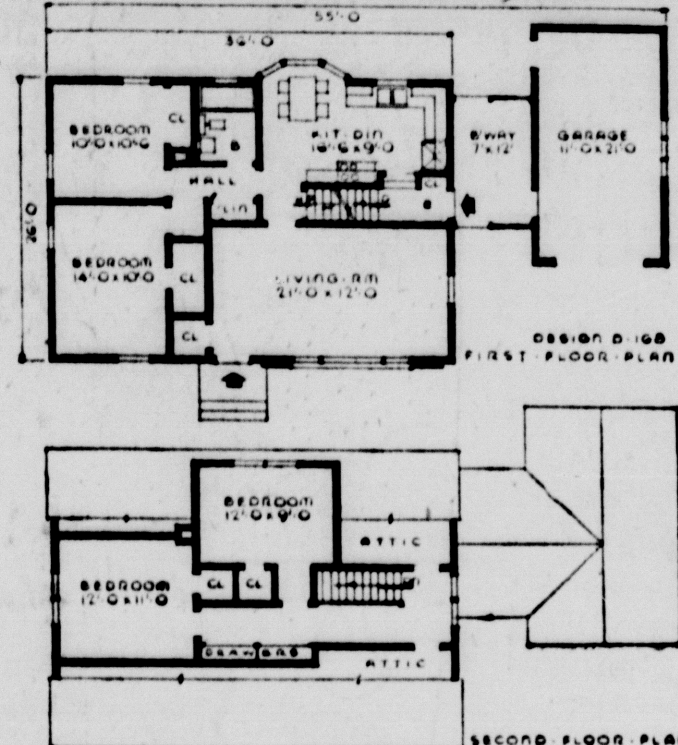 55'-0
36'-0
26'-0
BEDROOM
10'-0 x 10'-6
CL
B
KIT-DIN
16'-6 x 9'-0
B'WAY
7' x 12'
GARAGE
11'-0 x 21'-0
HALL
LIN
CL
BEDROOM
14'-0 x 10'-0
CL
LIVING-RM
21'-0 x 12'-0
CL
DESIGN D-168
FIRST-FLOOR-PLAN
BEDROOM
12'-0 x 9'-0
ATTIC
BEDROOM
12'-0 x 11'-0
CL
CL
DRAW
ATTIC
SECOND-FLOOR-PLA